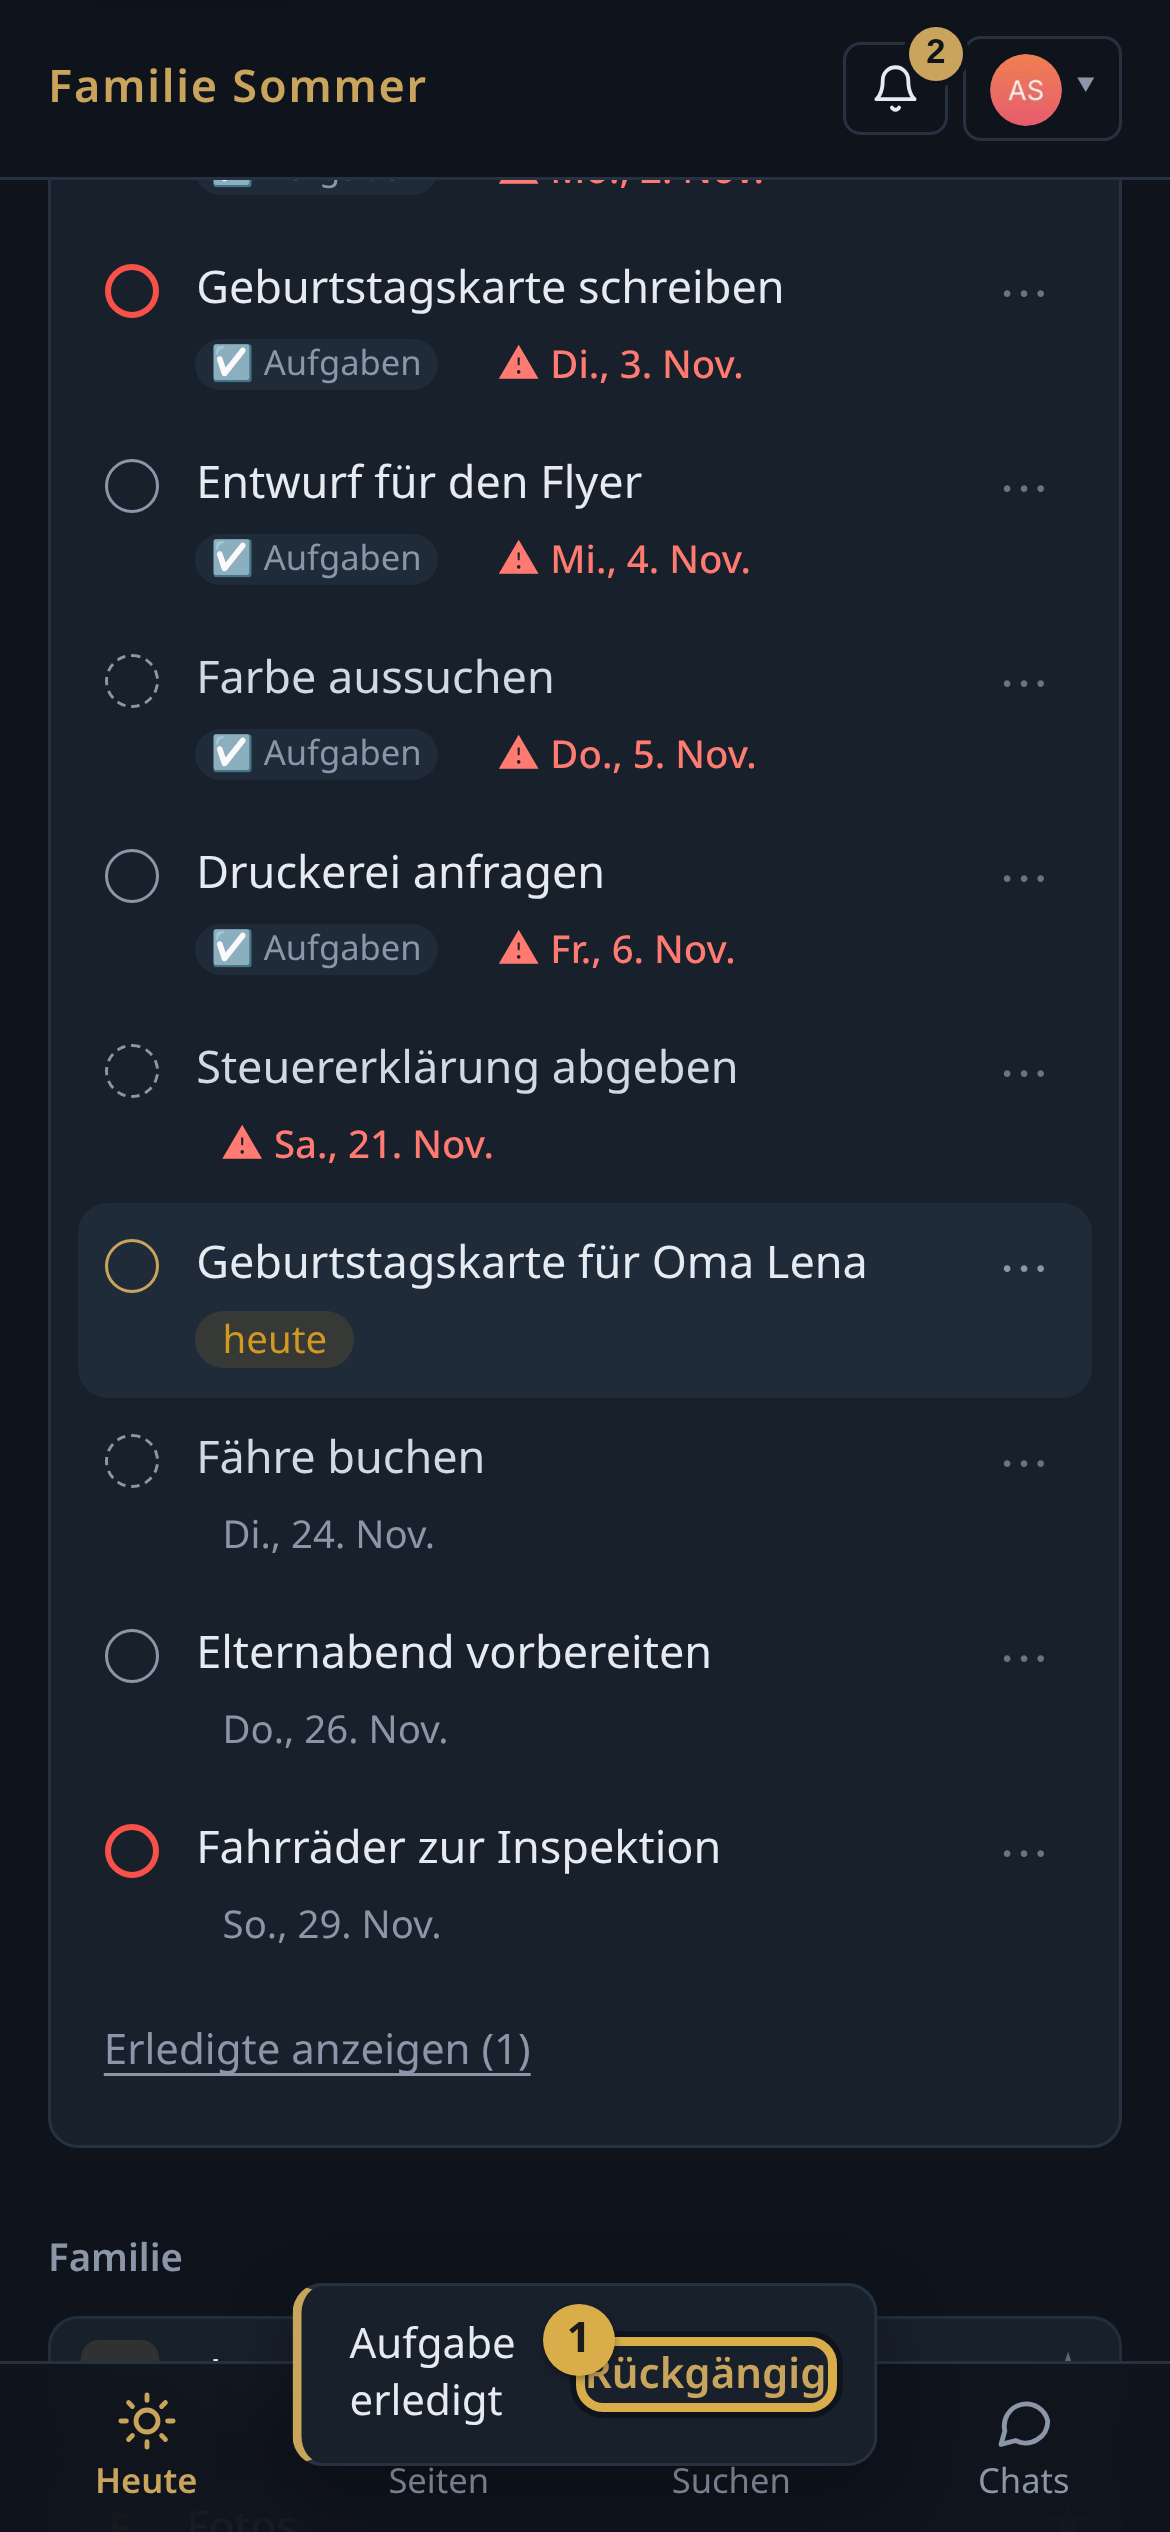 Familie Sommer
2
AS
Geburtstagskarte schreiben
Aufgaben
Di., 3. Nov.
Entwurf für den Flyer
Aufgaben
Mi., 4. Nov.
Farbe aussuchen
Aufgaben
Do., 5. Nov.
Druckerei anfragen
Aufgaben
Fr., 6. Nov.
Steuererklärung abgeben
Sa., 21. Nov.
Geburtstagskarte für Oma Lena
heute
Fähre buchen
Di., 24. Nov.
Elternabend vorbereiten
Do., 26. Nov.
Fahrräder zur Inspektion
So., 29. Nov.
Erledigte anzeigen (1)
Familie
Aufgabe
erledigt
1
Rückgängig
Heute
Seiten
Suchen
Chats
Fotos